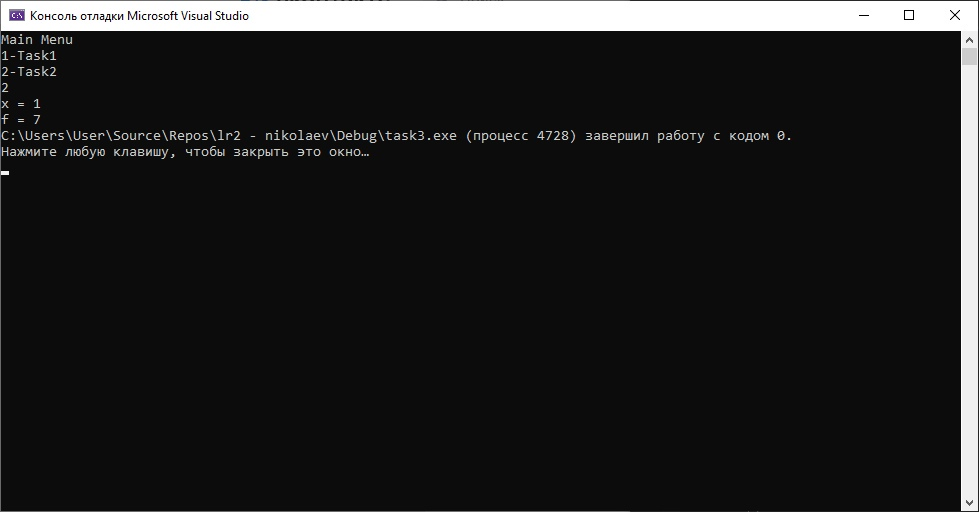 Консоль отладки Microsoft Visual Studio
Main Menu
1-Task1
2-Task2
2
x = 1
f = 7
C:\Users\User\Source\Repos\lr2 - nikolaev\Debug\task3.exe (процесс 4728) завершил работу с кодом 0.
Нажмите любую клавишу, чтобы закрыть это окно…